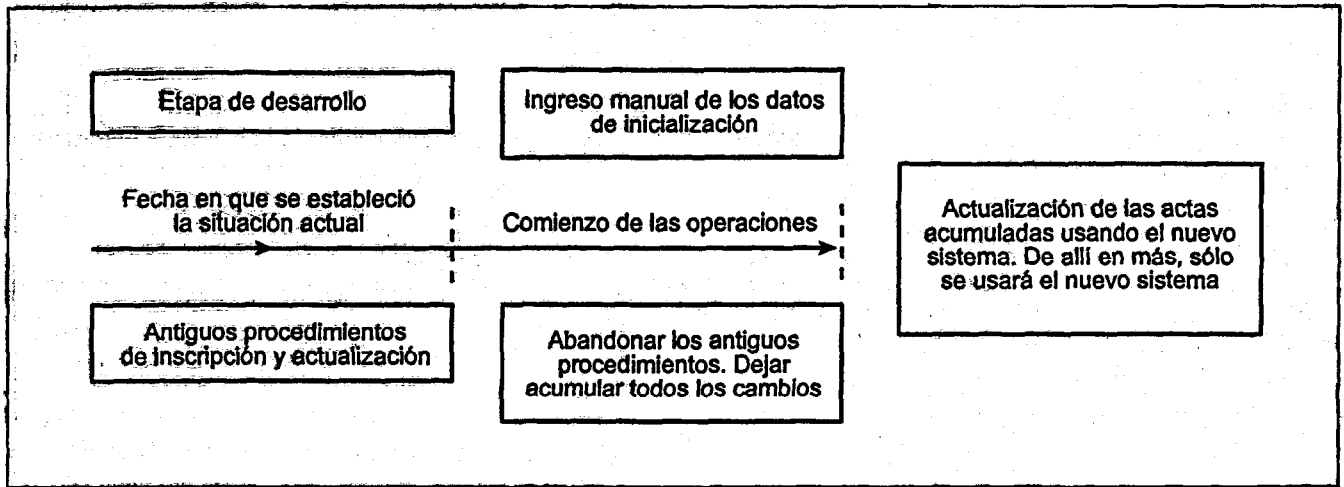 Etapa de desarrollo
Ingreso manual de los datos
de inicialización
Fecha en que se estableció
la situación actual
Comienzo de las operaciones
Actualización de las actas
acumuladas usando el nuevo
sistema. De allí en más, sólo
se usará el nuevo sistema
Antiguos procedimientos
de inscripción y actualización
Abandonar los antiguos
procedimientos. Dejar
acumular todos los cambios